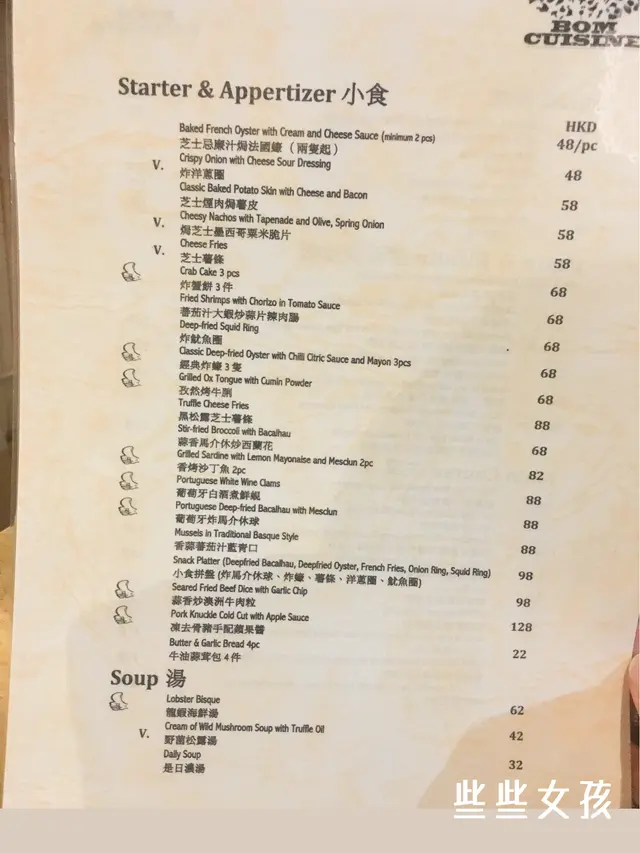 BOM
CUISINE
Starter & Appertizer 小食
HKD
Baked French Oyster with Cream and Cheese Sauce (minimum 2 pcs)
芝士忌廉汁焗法國蠔（兩隻起） 48/pc
V. Crispy Onion with Cheese Sour Dressing
炸洋蔥圈 48
Classic Baked Potato Skin with Cheese and Bacon
芝士煙肉焗薯皮 58
V. Cheesy Nachos with Tapenade and Olive, Spring Onion
焗芝士墨西哥粟米脆片 58
V. Cheese Fries
芝士薯條 58
Crab Cake 3 pcs
炸蟹餅 3 件 68
Fried Shrimps with Chorizo in Tomato Sauce
蕃茄汁大蝦炒蒜片辣肉腸 68
Deep-fried Squid Ring
炸魷魚圈 68
Classic Deep-fried Oyster with Chilli Citric Sauce and Mayon 3pcs
經典炸蠔 3 隻 68
Grilled Ox Tongue with Cumin Powder
孜然烤牛脷 68
Truffle Cheese Fries
黑松露芝士薯條 88
Stir-fried Broccoli with Bacalhau
蒜香馬介休炒西蘭花 68
Grilled Sardine with Lemon Mayonaise and Mesclun 2pc
香烤沙丁魚 2pc 82
Portuguese White Wine Clams
葡萄牙白酒煮鮮蜆 88
Portuguese Deep-fried Bacalhau with Mesclun
葡萄牙炸馬介休球 88
Mussels in Traditional Basque Style
香蒜蕃茄汁藍青口 88
Snack Platter (Deepfried Bacalhau, Deepfried Oyster, French Fries, Onion Ring, Squid Ring)
小食拼盤 (炸馬介休球、炸蠔、薯條、洋蔥圈、魷魚圈) 98
Seared Fried Beef Dice with Garlic Chip
蒜香炒澳洲牛肉粒 98
Pork Knuckle Cold Cut with Apple Sauce
凍去骨豬手配蘋果醬 128
Butter & Garlic Bread 4pc
牛油蒜茸包 4 件 22
Soup 湯
Lobster Bisque
龍蝦海鮮湯 62
V. Cream of Wild Mushroom Soup with Truffle Oil
野菌松露湯 42
Daily Soup
是日濃湯 32
些些女孩